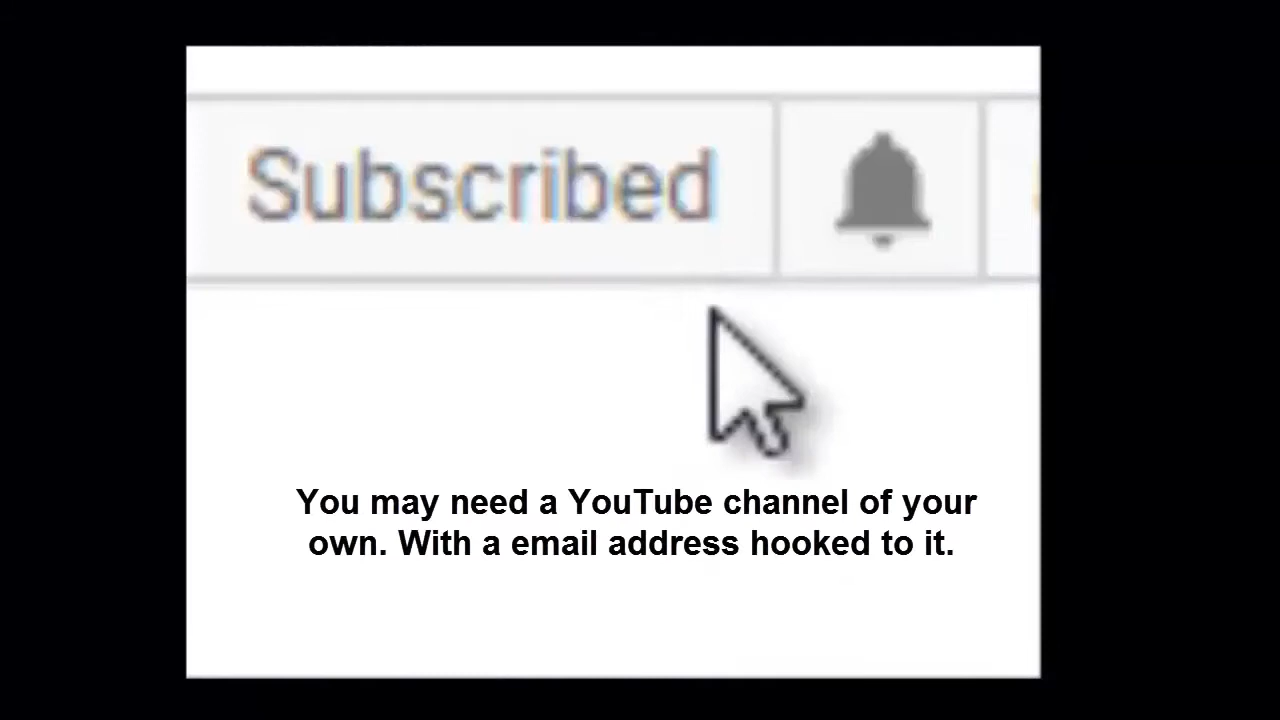 Subscribed
You may need a YouTube channel of your
own. With a email address hooked to it.